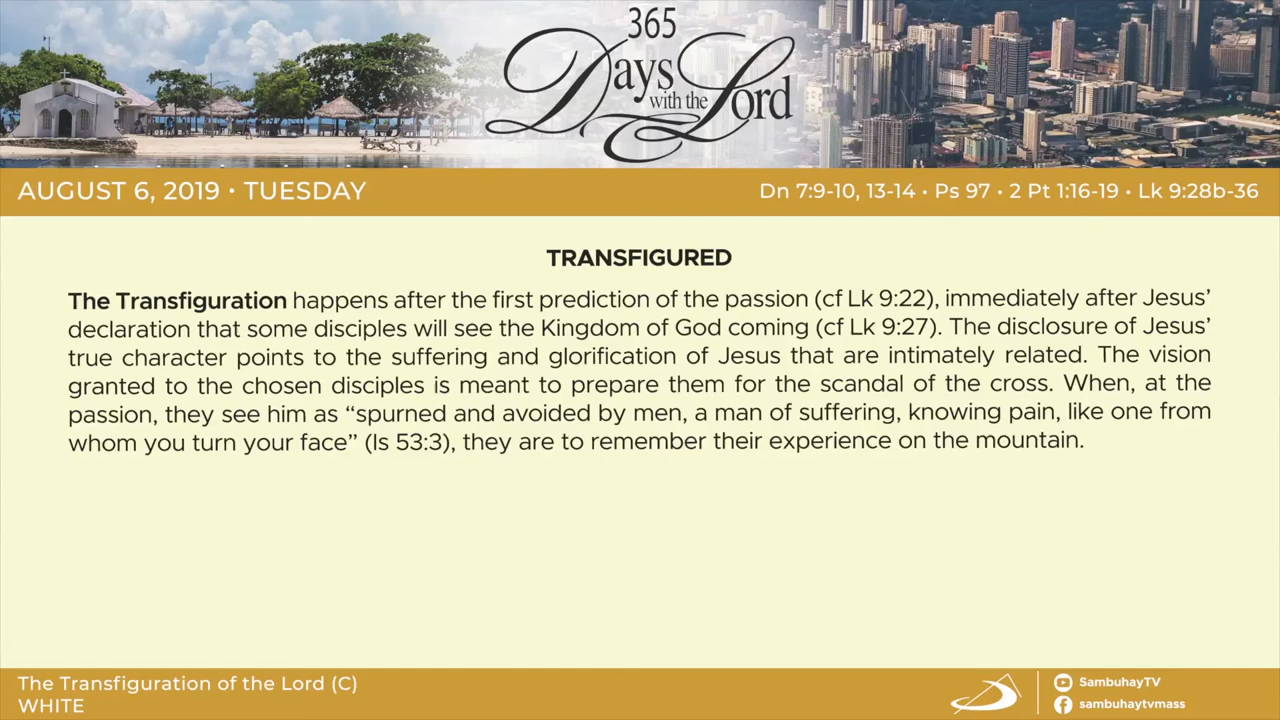 365
Days
with the
Lord
AUGUST 6, 2019 • TUESDAY
Dn 7:9-10, 13-14 • Ps 97 • 2 Pt 1:16-19 • Lk 9:28b-36
TRANSFIGURED
The Transfiguration happens after the first prediction of the passion (cf Lk 9:22), immediately after Jesus’
declaration that some disciples will see the Kingdom of God coming (cf Lk 9:27). The disclosure of Jesus’
true character points to the suffering and glorification of Jesus that are intimately related. The vision
granted to the chosen disciples is meant to prepare them for the scandal of the cross. When, at the
passion, they see him as “spurned and avoided by men, a man of suffering, knowing pain, like one from
whom you turn your face” (Is 53:3), they are to remember their experience on the mountain.
The Transfiguration of the Lord (C)
WHITE
SambuhayTV
sambuhaytvmass